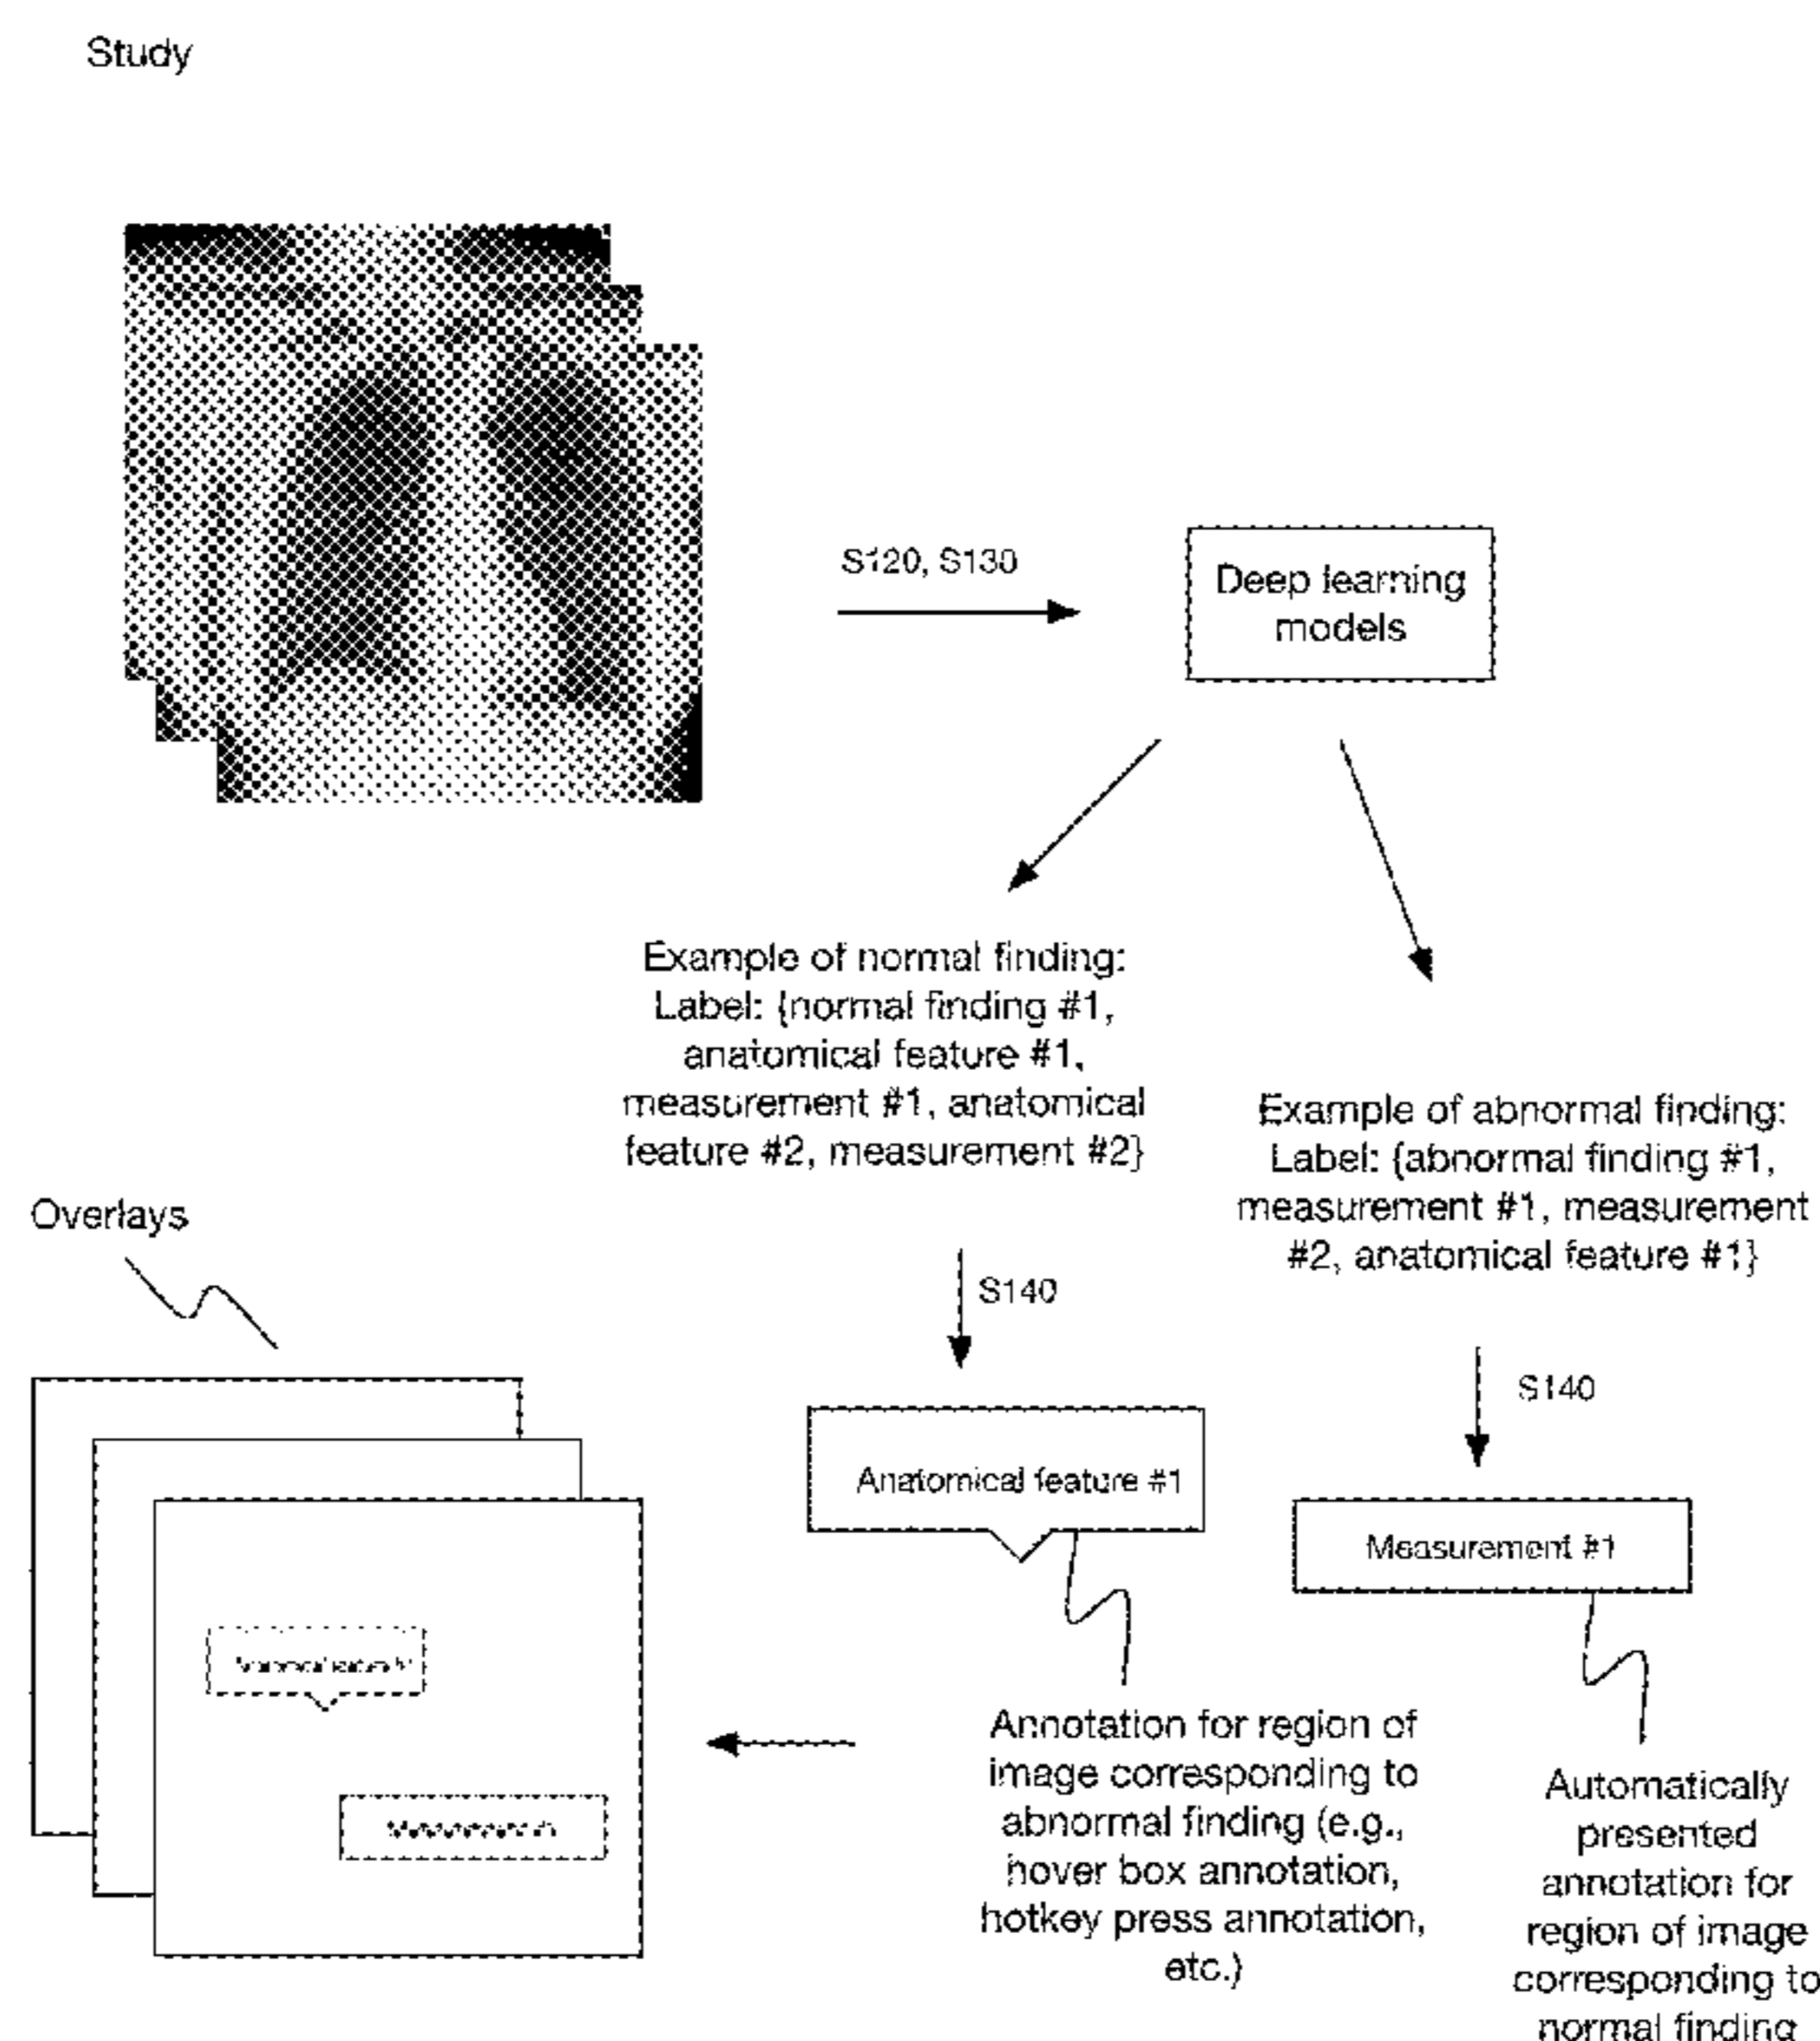 Study
S120, S130
Deep learning
models
Example of normal finding:
Label: {normal finding #1,
anatomical feature #1,
measurement #1, anatomical
feature #2, measurement #2}
Example of abnormal finding:
Label: {abnormal finding #1,
measurement #1, measurement
#2, anatomical feature #1}
Overlays
S140
S140
Anatomical feature #1
Measurement #1
Annotation for region of
image corresponding to
abnormal finding (e.g.,
hover box annotation,
hotkey press annotation,
etc.)
Automatically
presented
annotation for
region of image
corresponding to
normal finding